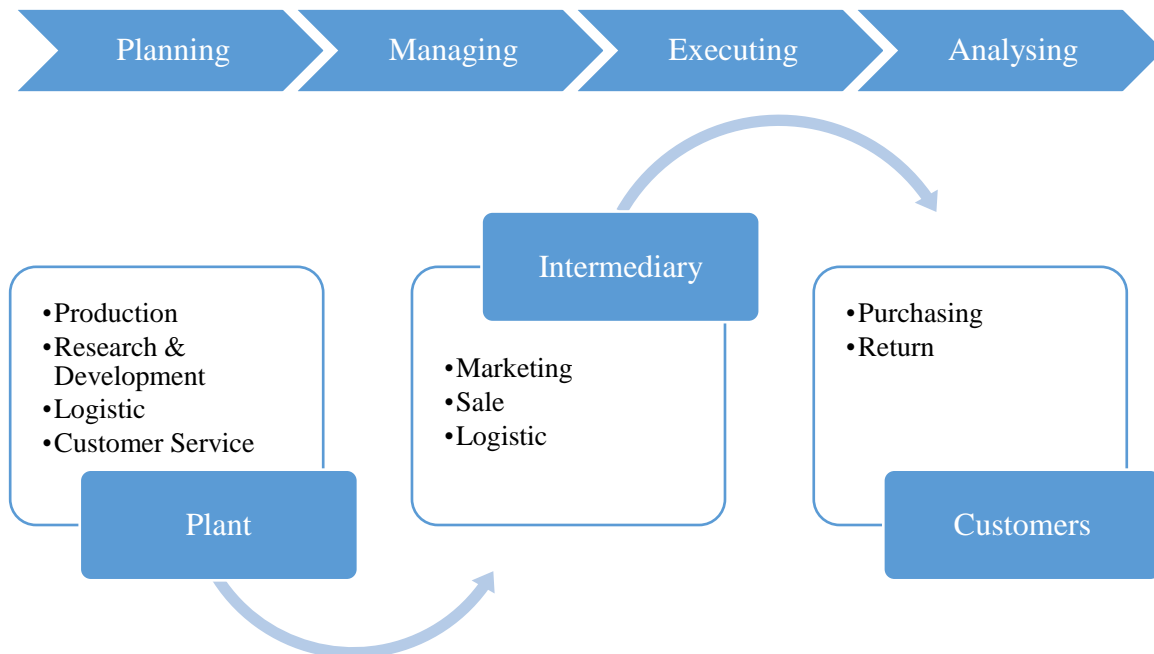 Planning
Managing
Executing
Analysing
•Production
•Research &
Development
•Logistic
•Customer Service
Plant
Intermediary
•Marketing
•Sale
•Logistic
•Purchasing
•Return
Customers